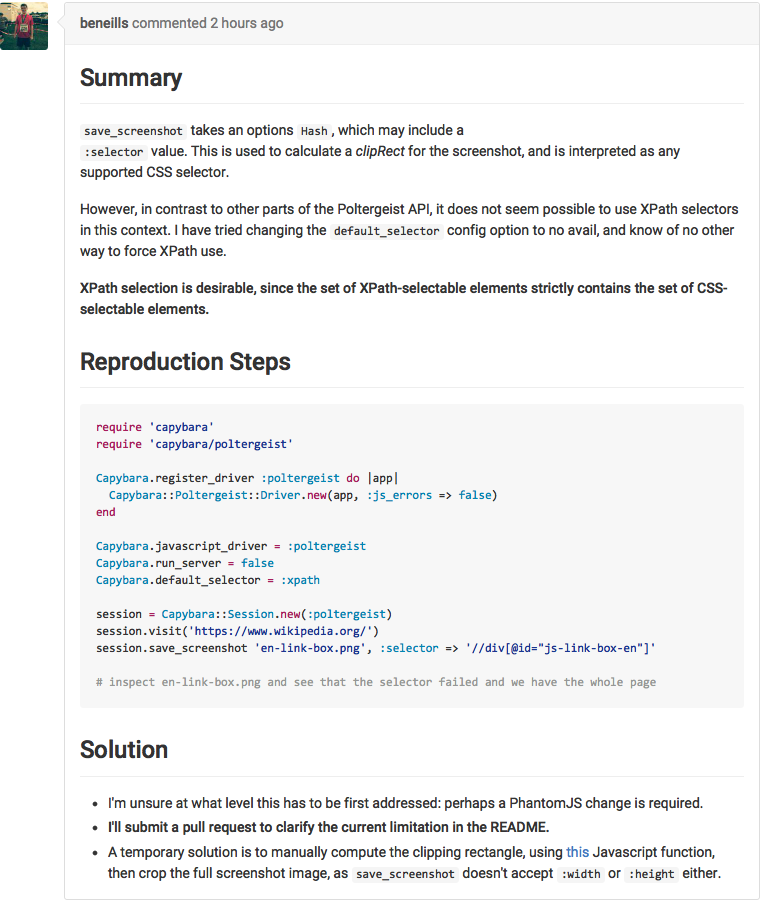 beneills commented 2 hours ago
Summary
save_screenshot takes an options Hash, which may include a
:selector value. This is used to calculate a clipRect for the screenshot, and is interpreted as any
supported CSS selector.
However, in contrast to other parts of the Poltergeist API, it does not seem possible to use XPath selectors
in this context. I have tried changing the default_selector config option to no avail, and know of no other
way to force XPath use.
XPath selection is desirable, since the set of XPath-selectable elements strictly contains the set of CSS-
selectable elements.
Reproduction Steps
require 'capybara'
require 'capybara/poltergeist'
Capybara.register_driver :poltergeist do |app|
  Capybara::Poltergeist::Driver.new(app, :js_errors => false)
end
Capybara.javascript_driver = :poltergeist
Capybara.run_server = false
Capybara.default_selector = :xpath
session = Capybara::Session.new(:poltergeist)
session.visit('https://www.wikipedia.org/')
session.save_screenshot 'en-link-box.png', :selector => '//div[@id="js-link-box-en"]'
# inspect en-link-box.png and see that the selector failed and we have the whole page
Solution
• I'm unsure at what level this has to be first addressed: perhaps a PhantomJS change is required.
• I'll submit a pull request to clarify the current limitation in the README.
• A temporary solution is to manually compute the clipping rectangle, using this Javascript function,
then crop the full screenshot image, as save_screenshot doesn't accept :width or :height either.